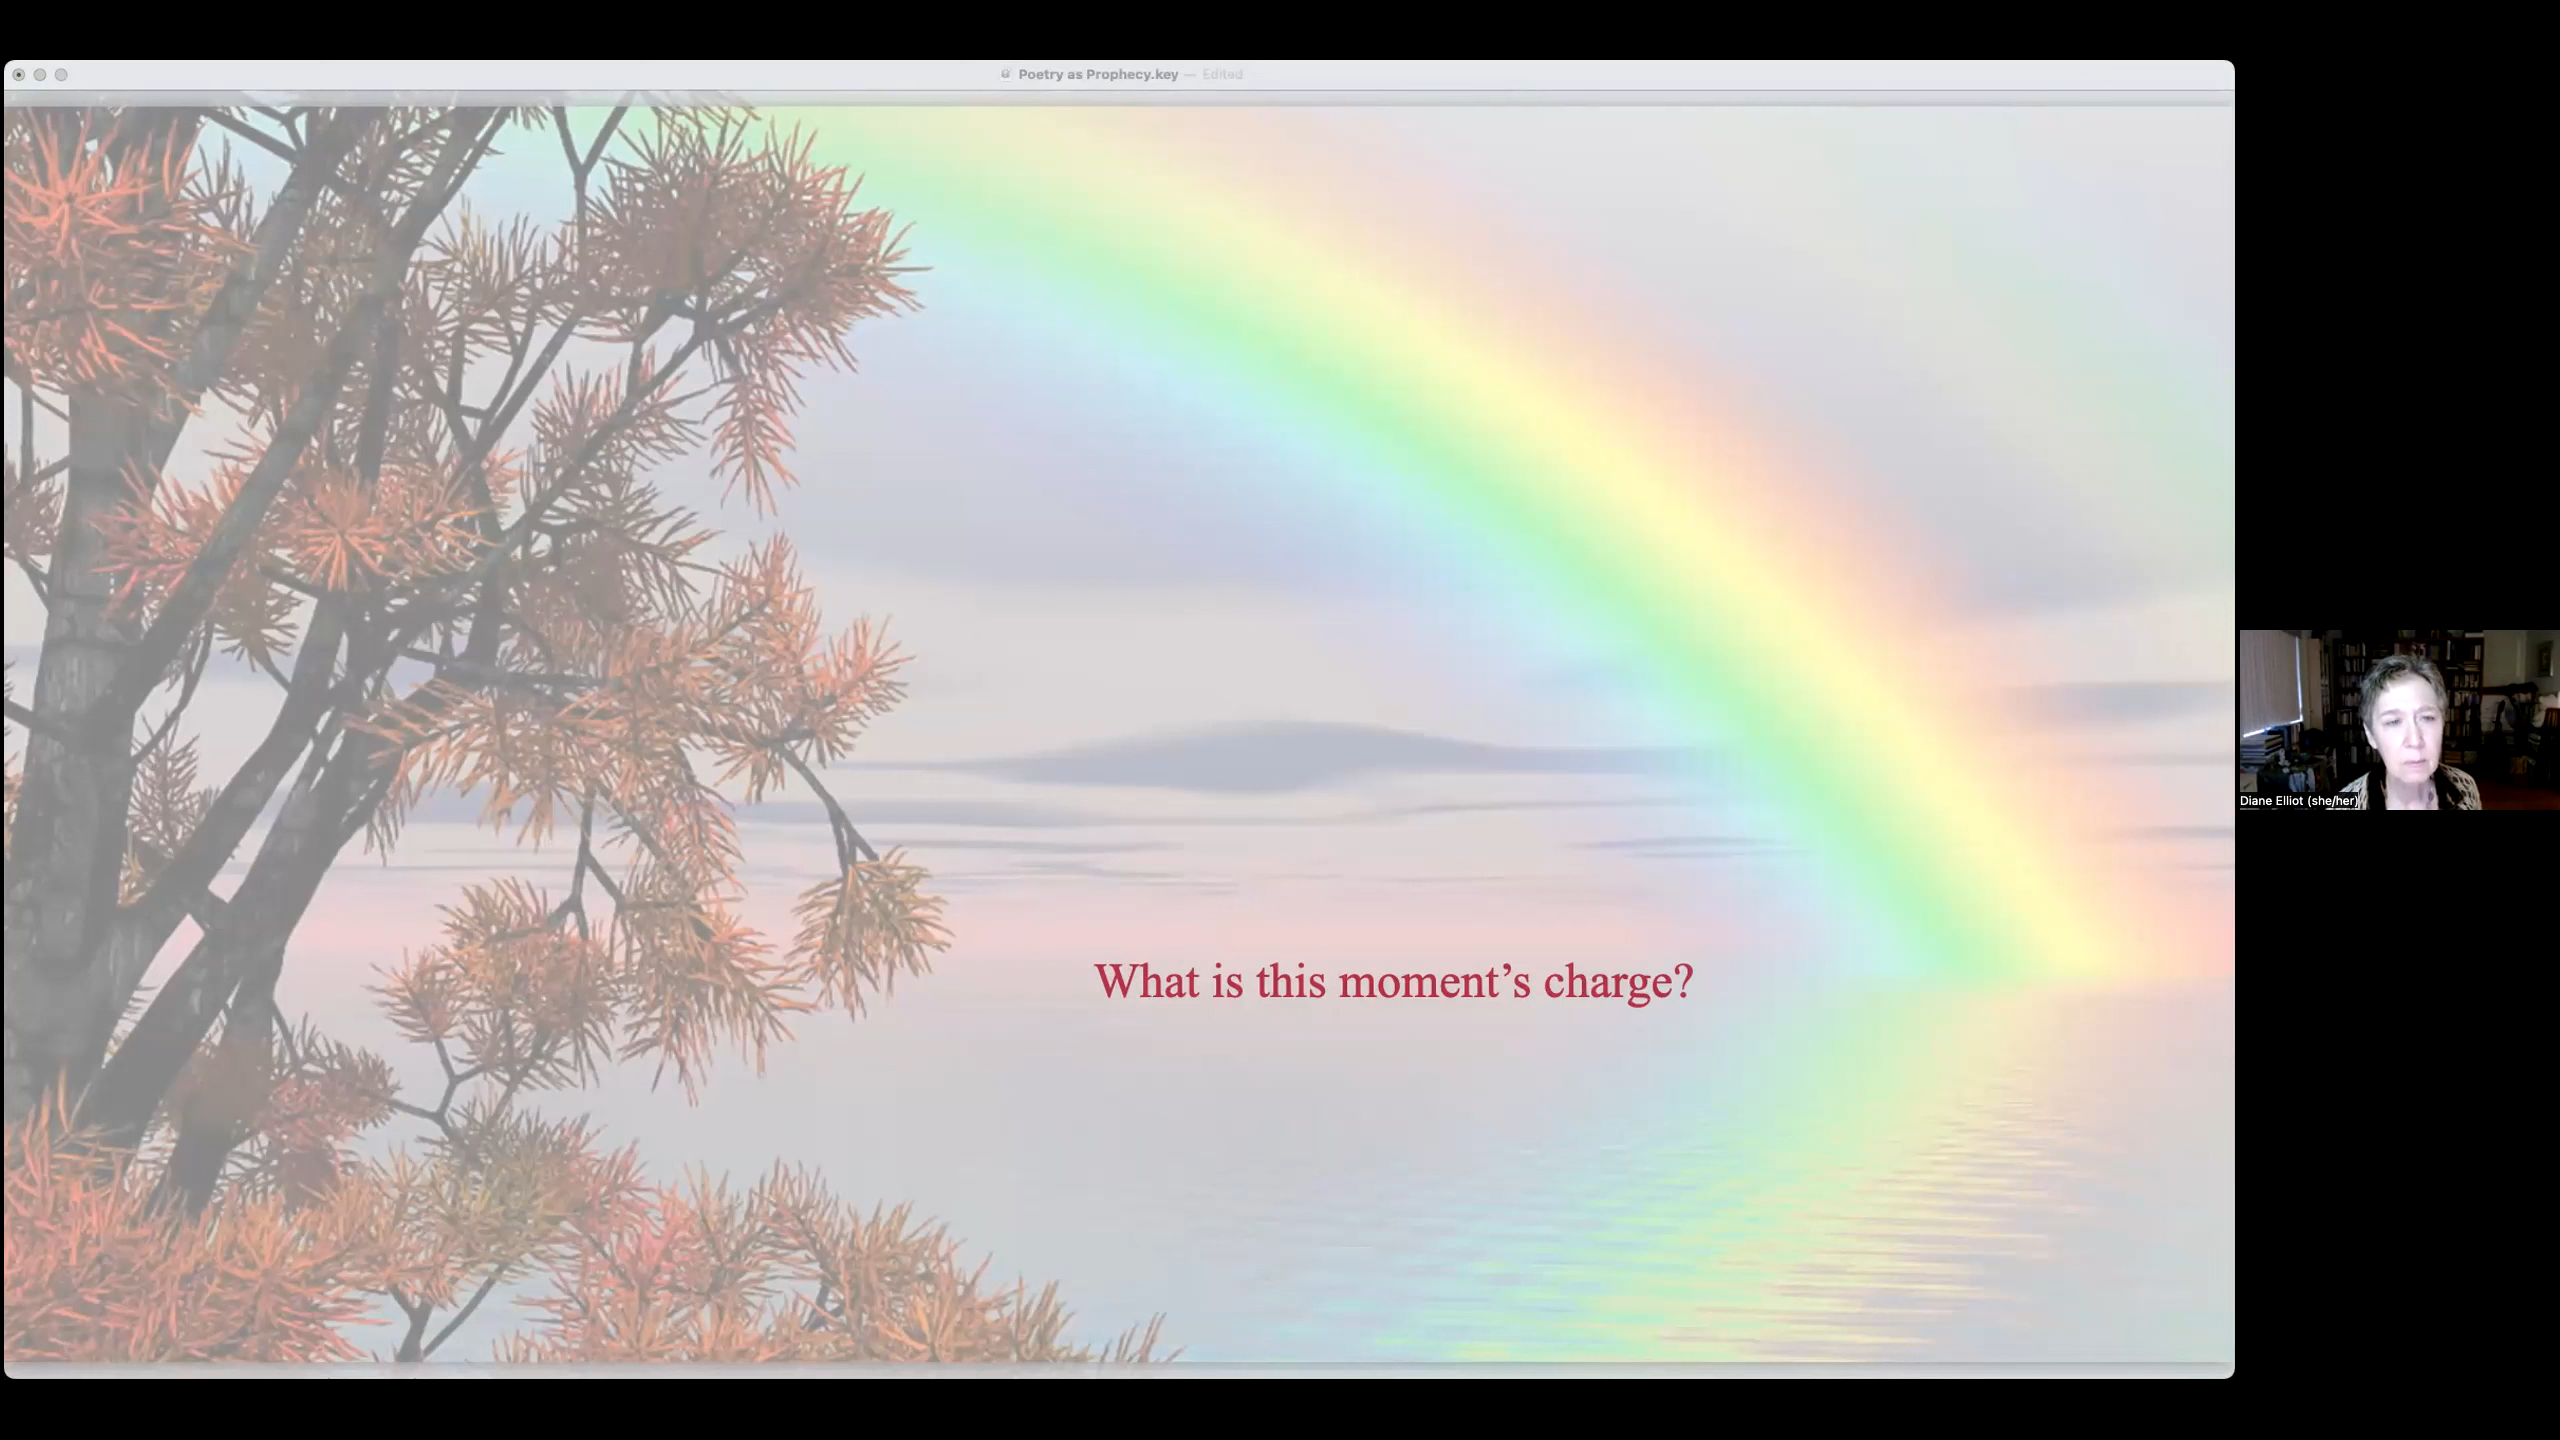 Poetry as Prophecy.key — Edited
What is this moment’s charge?
Diane Elliot (she/her)